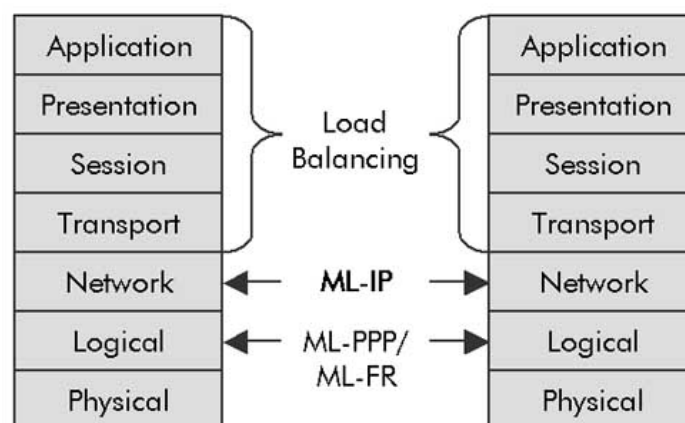 Application
Presentation
Session
Transport
Network
Logical
Physical
Load
Balancing
ML-IP
ML-PPP/
ML-FR
Application
Presentation
Session
Transport
Network
Logical
Physical